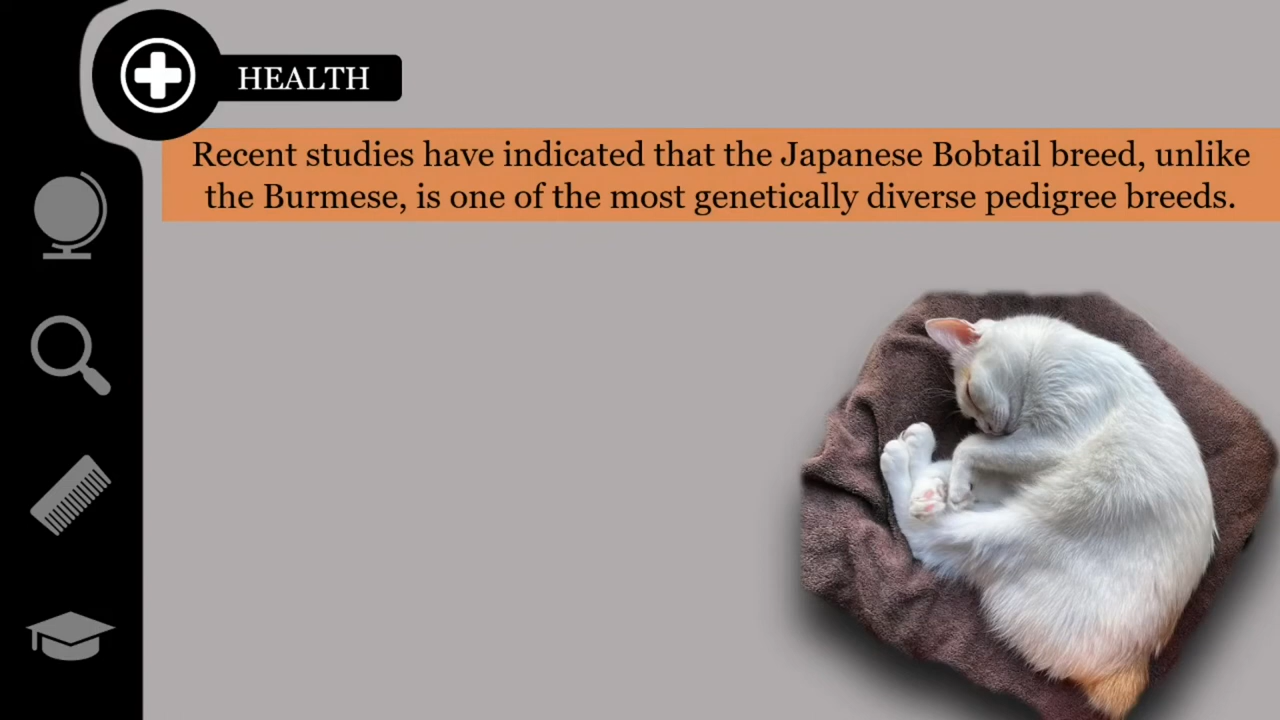 HEALTH
Recent studies have indicated that the Japanese Bobtail breed, unlike
the Burmese, is one of the most genetically diverse pedigree breeds.